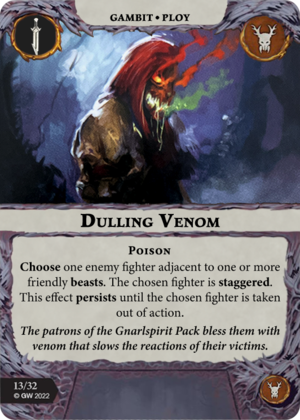 GAMBIT • PLOY
DULLING VENOM
POISON
Choose one enemy fighter adjacent to one or more
friendly beasts. The chosen fighter is staggered.
This effect persists until the chosen fighter is taken
out of action.
The patrons of the Gnarlspirit Pack bless them with
venom that slows the reactions of their victims.
13/32
© GW 2022